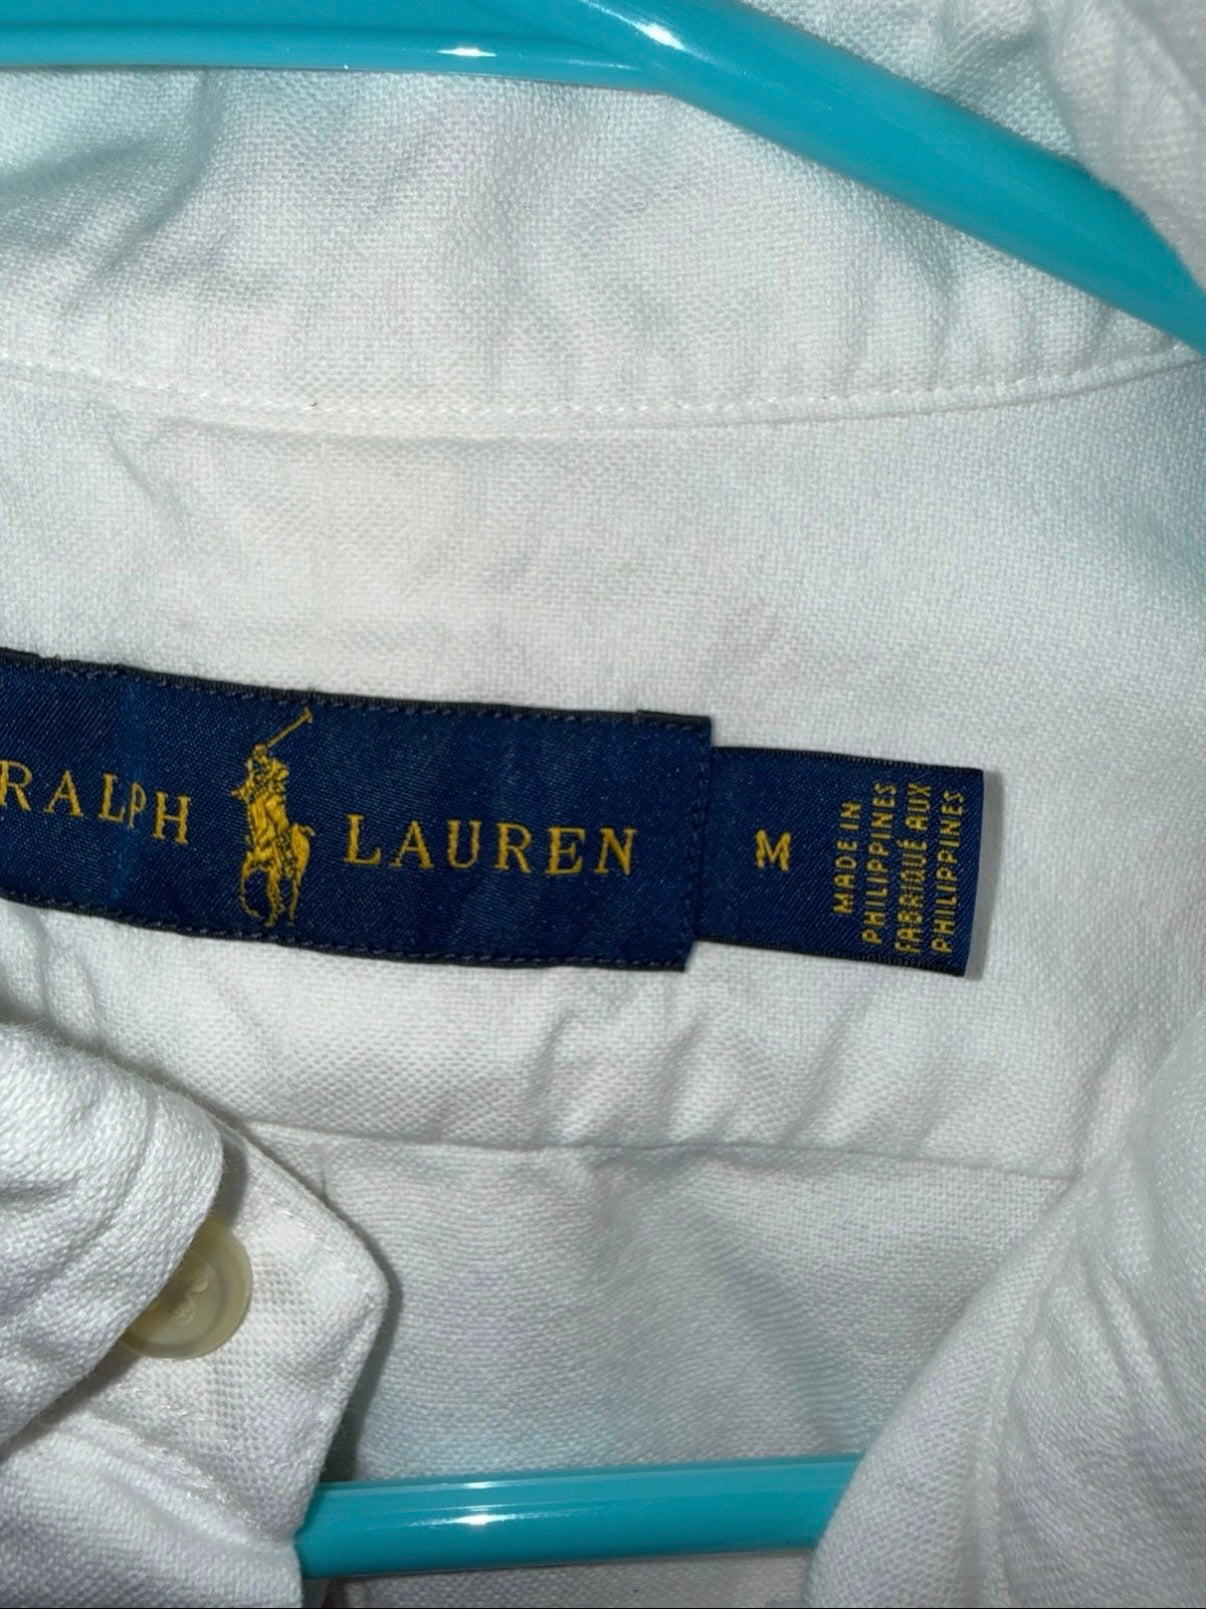 RALPH LAUREN
M
MADE IN
PHILIPPINES
FABRIQUÉ AUX
PHILIPPINES